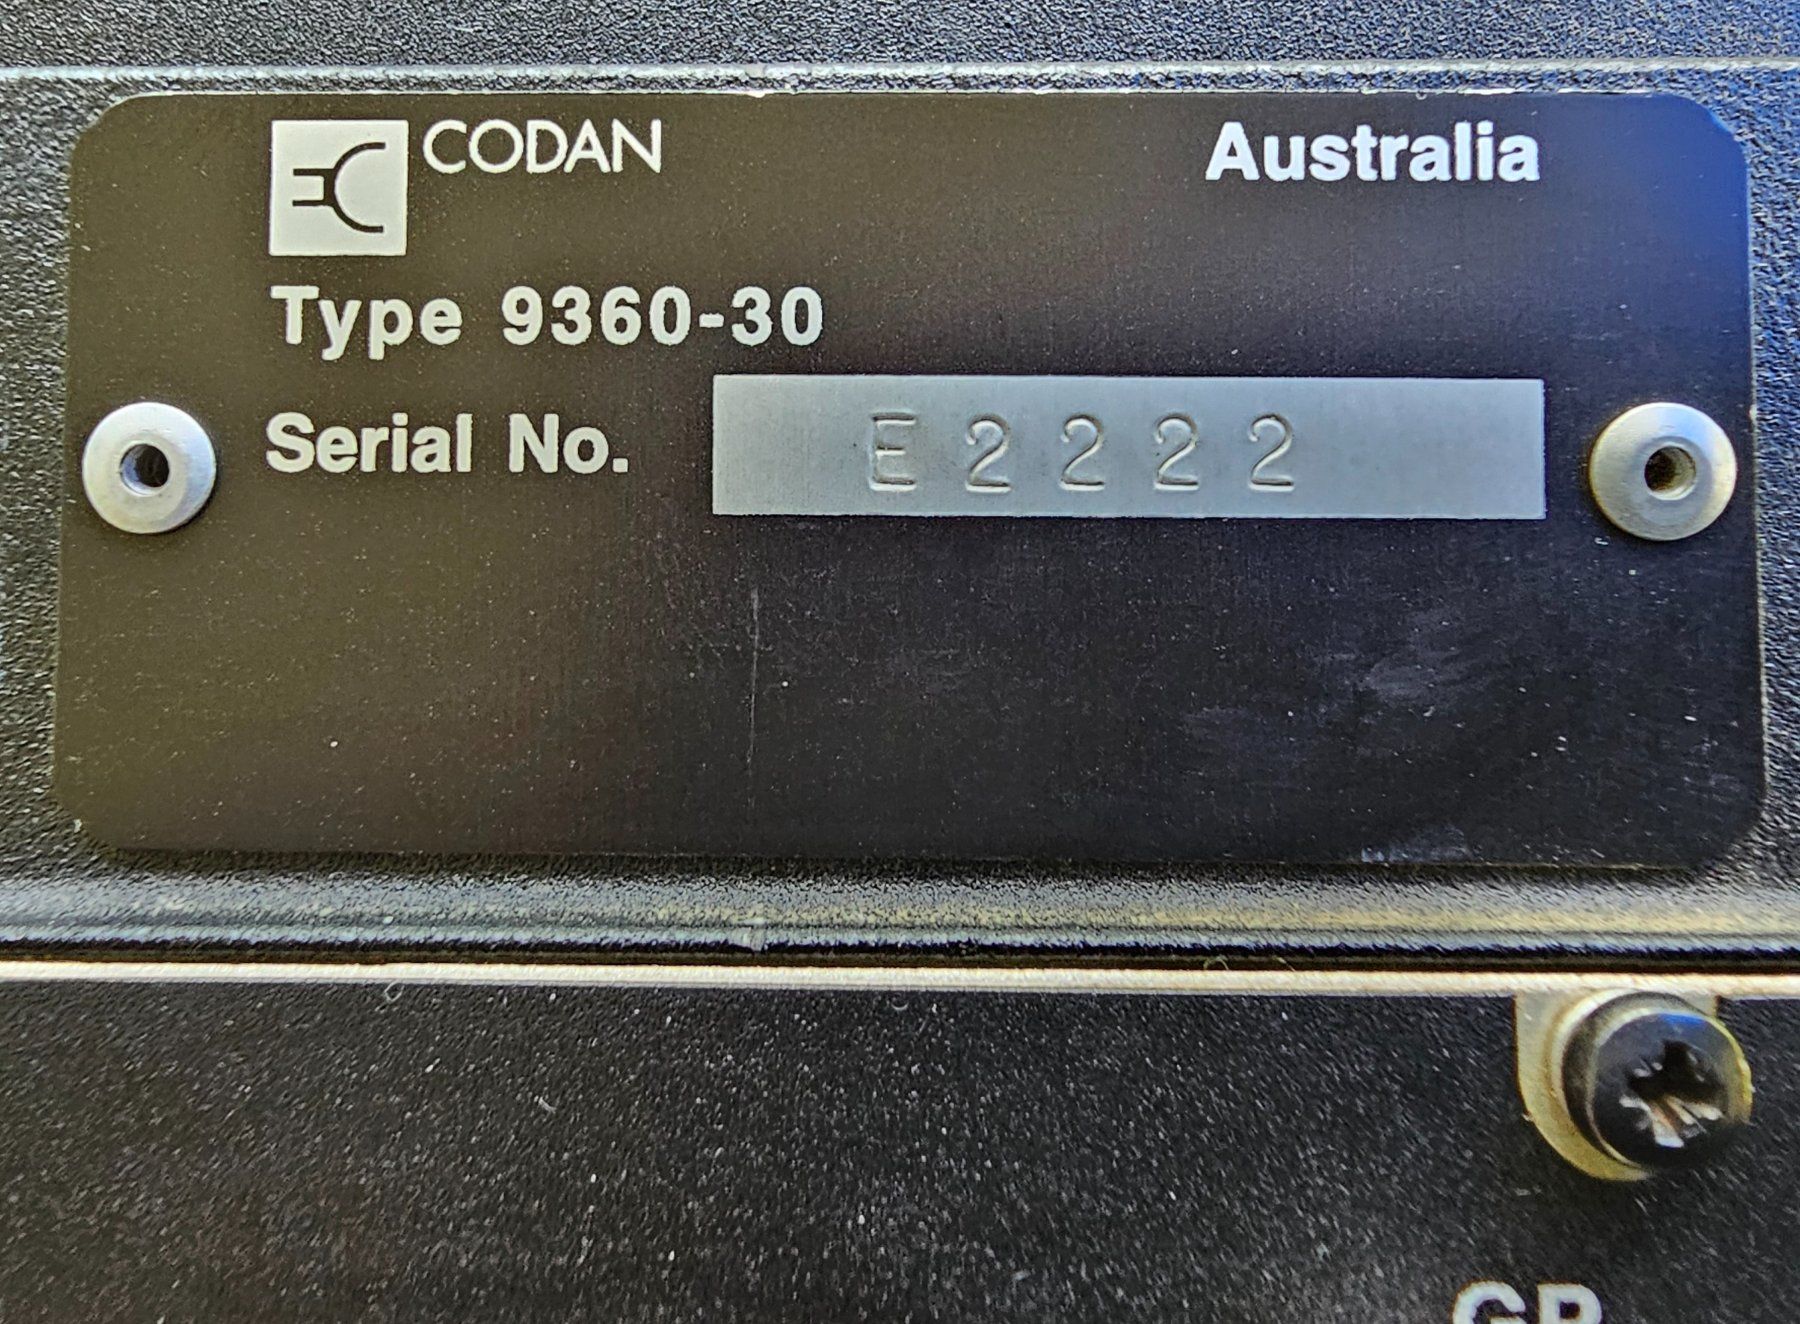 CODAN
Australia
Type 9360-30
Serial No. E2222